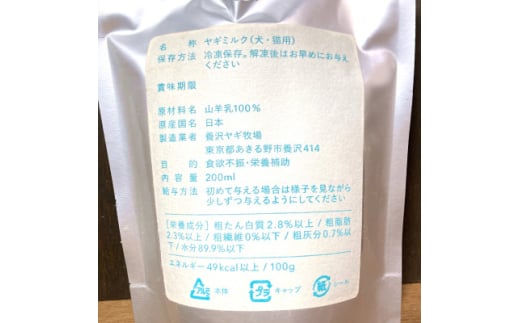 名 称 ヤギミルク(犬・猫用)
保存方法 冷凍保存。解凍後はお早めにお与え
ください
賞味期限
原材料名 山羊乳100%
原産国名 日本
製造業者 養沢ヤギ牧場
東京都あきる野市養沢414
目 的 食欲不振・栄養補助
内 容 量 200ml
給与方法 初めて与える場合は様子を見ながら
少しずつ与えるようにしてください
[栄養成分] 粗たん白質2.8%以上 / 粗脂肪
2.3%以上 / 粗繊維0%以下 / 粗灰分0.7%以
下 / 水分89.9%以下
エネルギー49kcal以上 / 100g
アルミ 本体 プラ キャップ 紙 シール